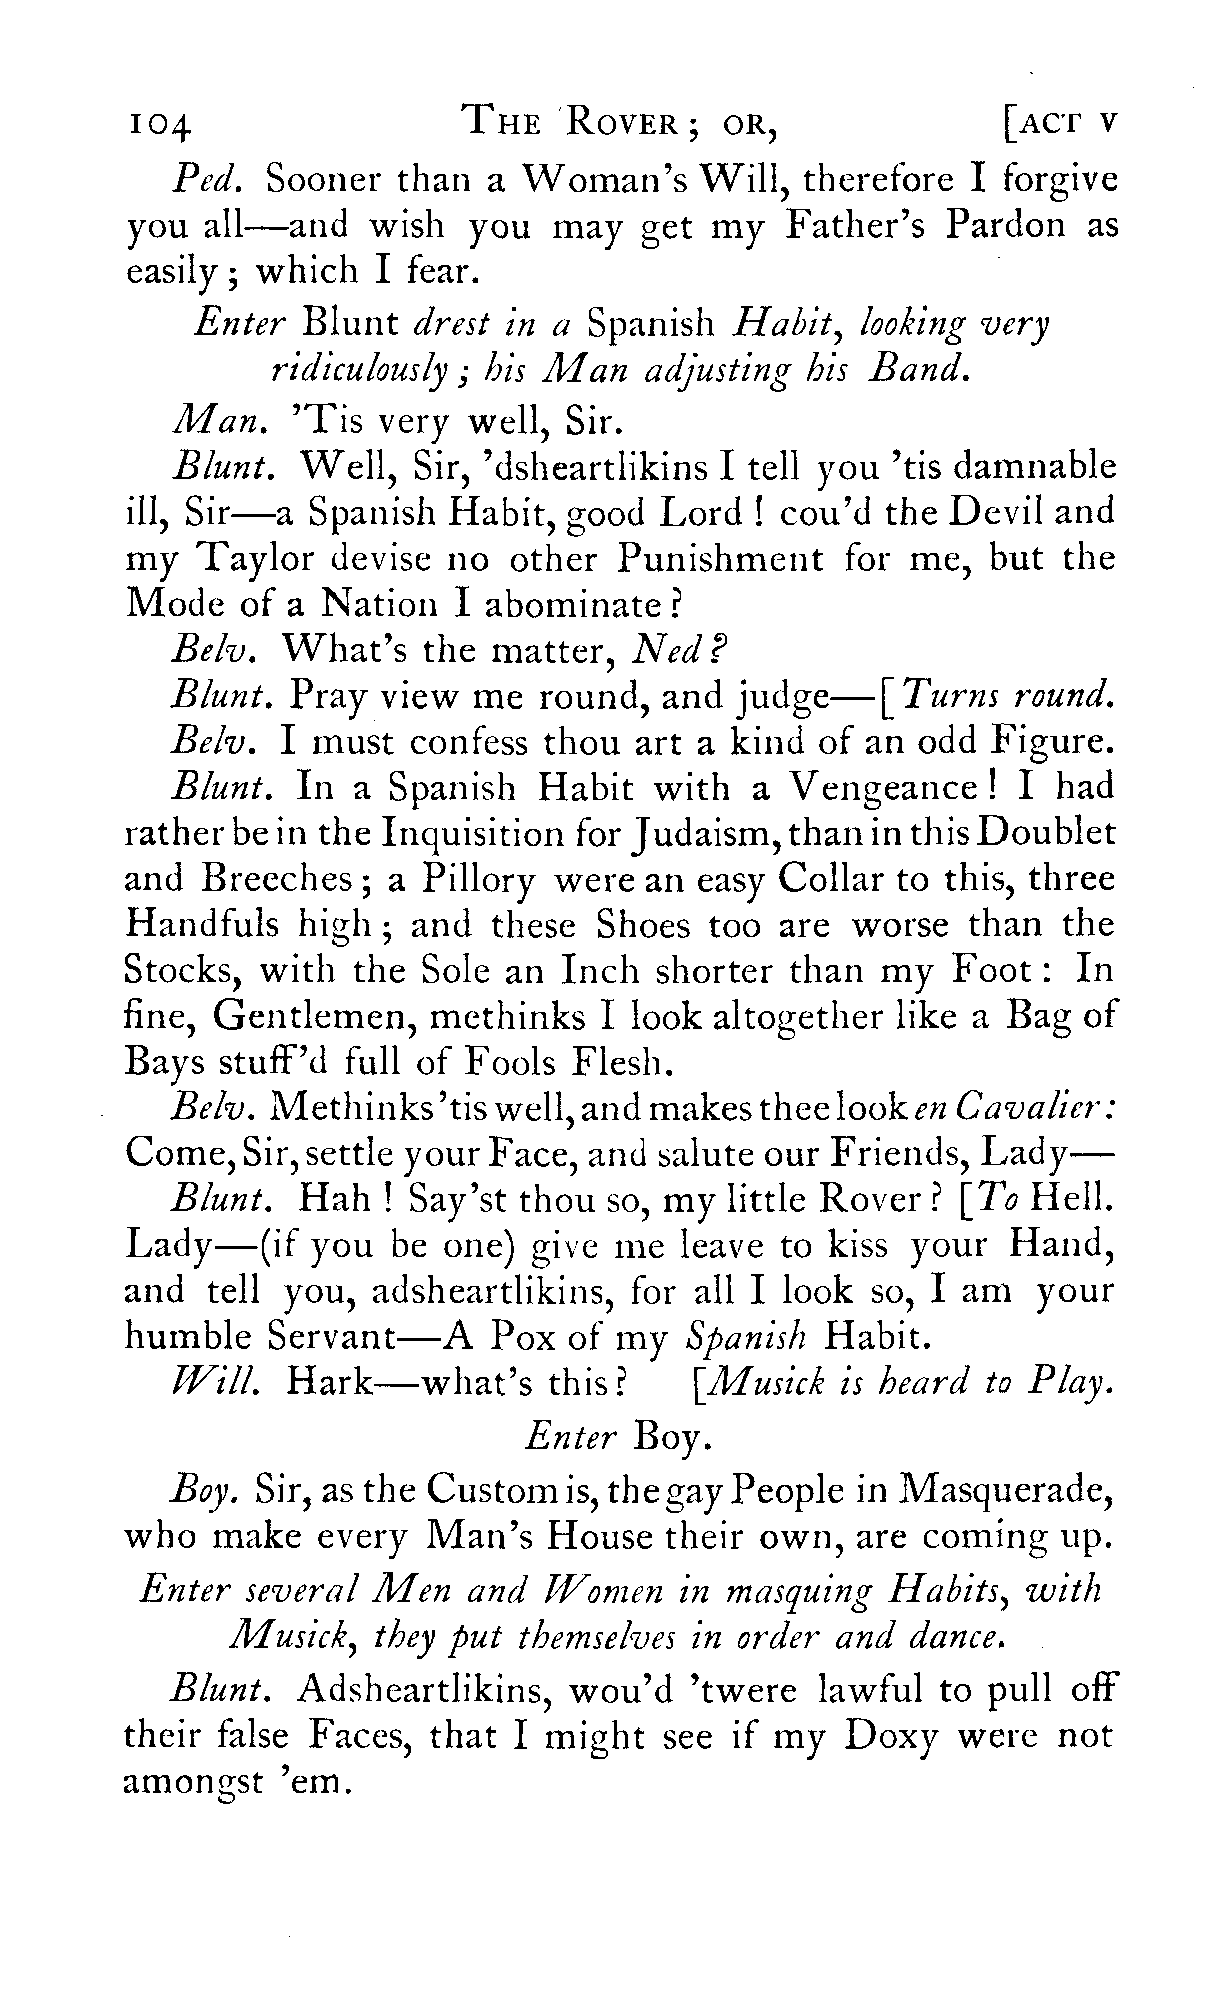 104 The Rover; or, [act v
Ped. Sooner than a Woman's Will, therefore I forgive
you all—and wish you may get my Father's Pardon as
easily; which I fear.
Enter Blunt drest in a Spanish Habit, looking very
ridiculously; his Man adjusting his Band.
Man. 'Tis very well, Sir.
Blunt. Well, Sir, 'dsheartlikins I tell you 'tis damnable
ill, Sir—a Spanish Habit, good Lord! cou'd the Devil and
my Taylor devise no other Punishment for me, but the
Mode of a Nation I abominate?
Belv. What's the matter, Ned?
Blunt. Pray view me round, and judge—[Turns round.
Belv. I must confess thou art a kind of an odd Figure.
Blunt. In a Spanish Habit with a Vengeance! I had
rather be in the Inquisition for Judaism, than in this Doublet
and Breeches; a Pillory were an easy Collar to this, three
Handfuls high; and these Shoes too are worse than the
Stocks, with the Sole an Inch shorter than my Foot: In
fine, Gentlemen, methinks I look altogether like a Bag of
Bays stuff'd full of Fools Flesh.
Belv. Methinks 'tis well, and makes thee look en Cavalier:
Come, Sir, settle your Face, and salute our Friends, Lady—
Blunt. Hah! Say'st thou so, my little Rover? [To Hell.
Lady—(if you be one) give me leave to kiss your Hand,
and tell you, adsheartlikins, for all I look so, I am your
humble Servant—A Pox of my Spanish Habit.
Will. Hark—what's this? [Musick is heard to Play.
Enter Boy.
Boy. Sir, as the Custom is, the gay People in Masquerade,
who make every Man's House their own, are coming up.
Enter several Men and Women in masquing Habits, with
Musick, they put themselves in order and dance.
Blunt. Adsheartlikins, wou'd 'twere lawful to pull off
their false Faces, that I might see if my Doxy were not
amongst 'em.